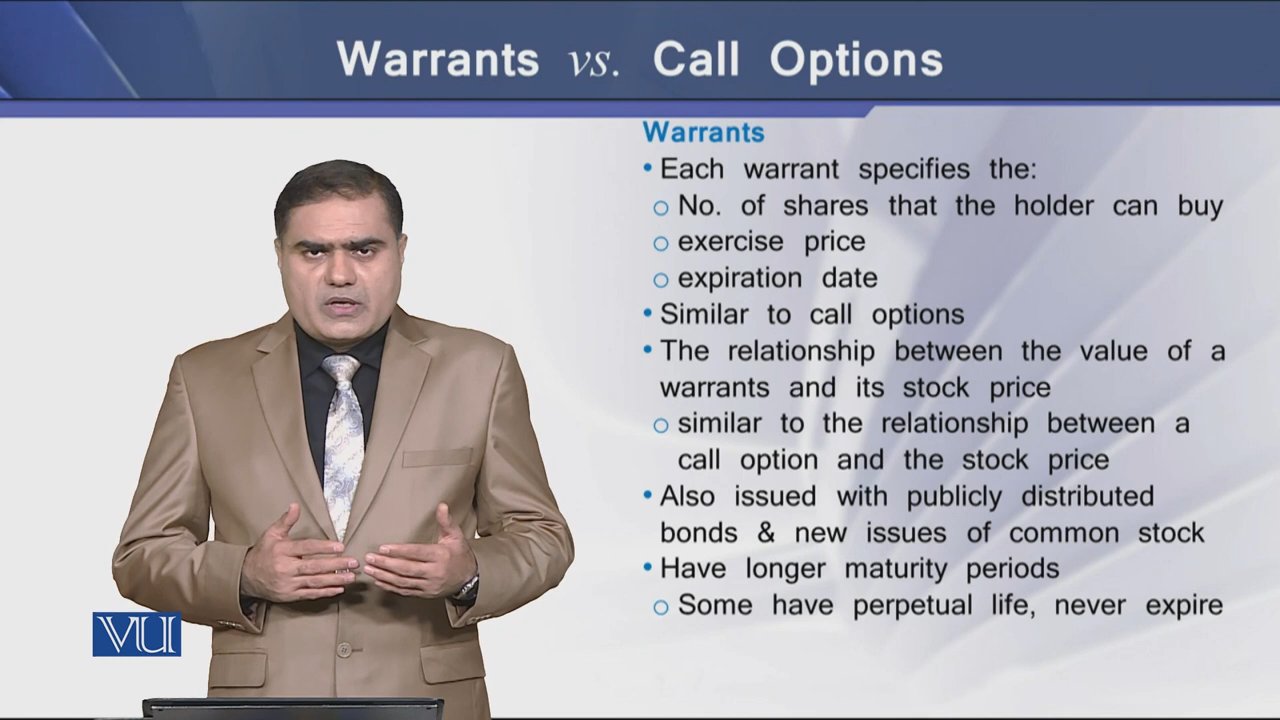 Warrants vs. Call Options
Warrants
• Each warrant specifies the:
o No. of shares that the holder can buy
o exercise price
o expiration date
• Similar to call options
• The relationship between the value of a
warrants and its stock price
o similar to the relationship between a
call option and the stock price
• Also issued with publicly distributed
bonds & new issues of common stock
• Have longer maturity periods
o Some have perpetual life, never expire
VU